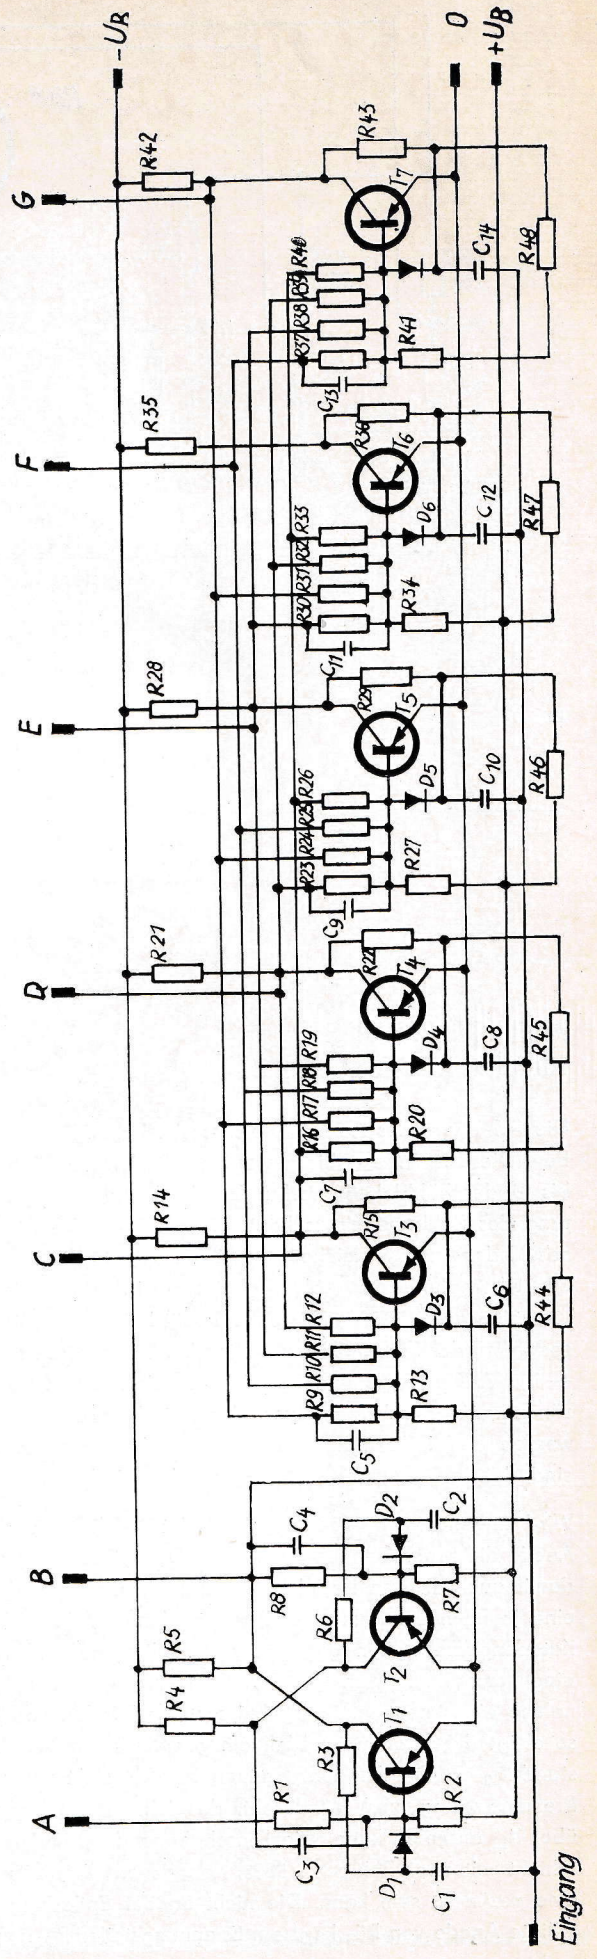 -UB
G
F
E
D
C
B
A
0
+UB
Eingang
R42
R43
T7
R40
R39
R38
R37
C13
R41
C14
R48
R35
R36
T6
D6
R33
R32
R31
R30
C11
R34
C12
R47
R28
R29
T5
D5
R26
R25
R24
R23
C9
R27
C10
R46
R21
R22
T4
D4
R19
R18
R17
R16
C7
R20
C8
R45
R14
R15
T3
D3
R12
R11
R10
R9
C5
R13
C6
R44
R5
R4
R8
C4
R6
D2
C2
R7
T2
T1
R3
R1
C3
R2
D1
C1